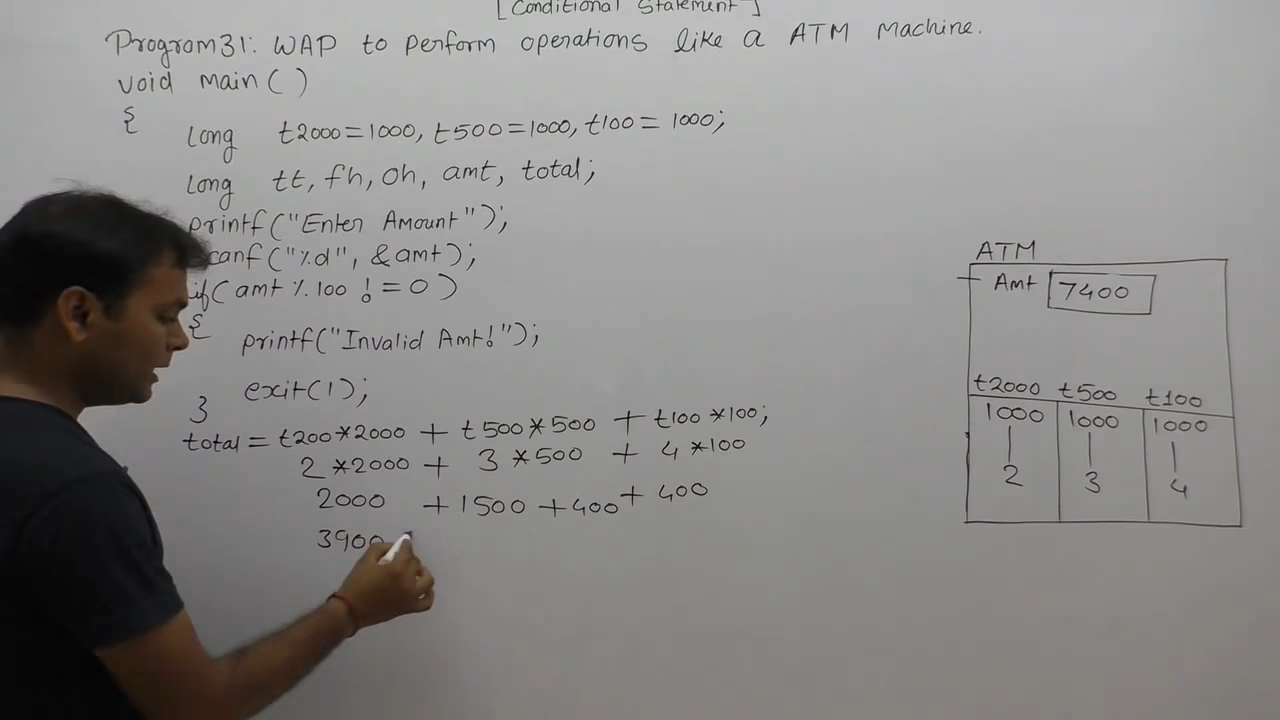 [Conditional Statement]
Program31: WAP to perform operations like a ATM Machine.
void main( )
{
long t2000=1000, t500=1000, t100=1000;
long tt, fh, oh, amt, total;
printf("Enter Amount");
canf("%d", &amt);
if(amt %.100 != 0)
{
printf("Invalid Amt!");
exit(1);
}
total = t200*2000 + t500*500 + t100*100;
2*2000 + 3*500 + 4*100
2000 + 1500 + 400 + 400
3900
ATM
Amt 7400
t2000 t500 t100
1000 1000 1000
2 3 4